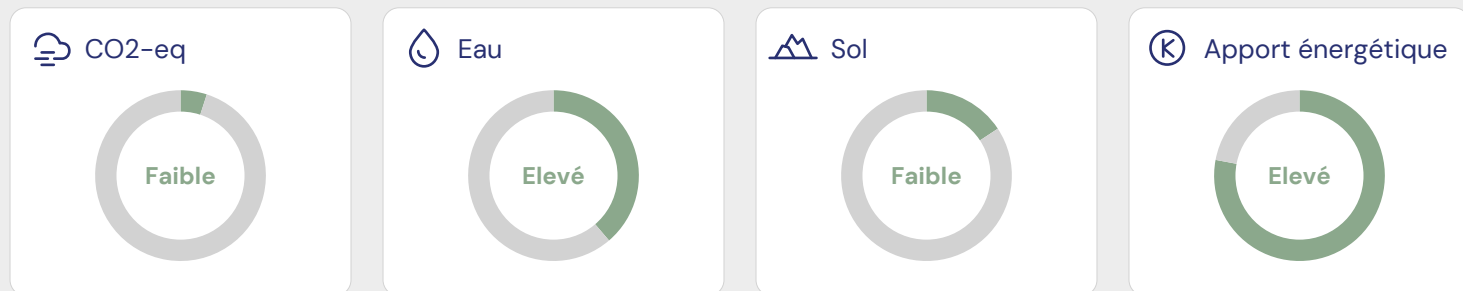 CO2-eq
Faible
Eau
Elevé
Sol
Faible
Apport énergétique
Elevé